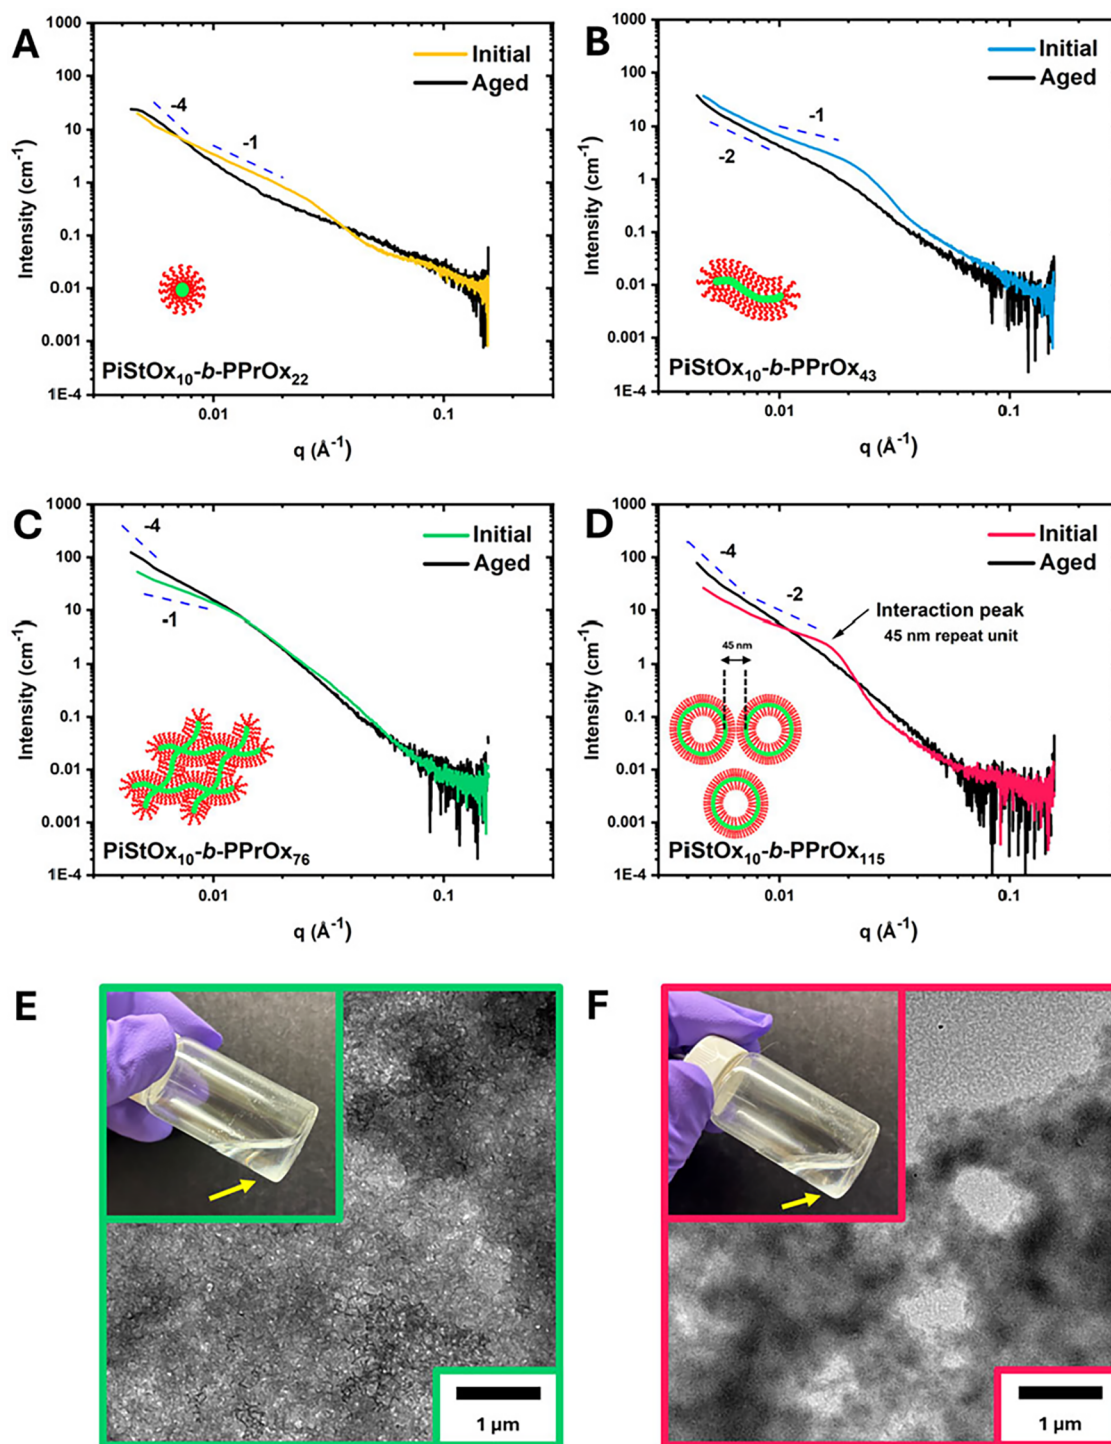 A
Intensity (cm⁻¹)
1000
100
10
1
0.1
0.01
0.001
1E-4
Initial
Aged
-4
-1
PiStOx₁₀-b-PPrOx₂₂
0.01
0.1
q (Å⁻¹)
B
Intensity (cm⁻¹)
1000
100
10
1
0.1
0.01
0.001
1E-4
Initial
Aged
-1
-2
PiStOx₁₀-b-PPrOx₄₃
0.01
0.1
q (Å⁻¹)
C
Intensity (cm⁻¹)
1000
100
10
1
0.1
0.01
0.001
1E-4
Initial
Aged
-4
-1
PiStOx₁₀-b-PPrOx₇₆
0.01
0.1
q (Å⁻¹)
D
Intensity (cm⁻¹)
1000
100
10
1
0.1
0.01
0.001
1E-4
Initial
Aged
-4
-2
Interaction peak
45 nm repeat unit
45 nm
PiStOx₁₀-b-PPrOx₁₁₅
0.01
0.1
q (Å⁻¹)
E
1 µm
F
1 µm